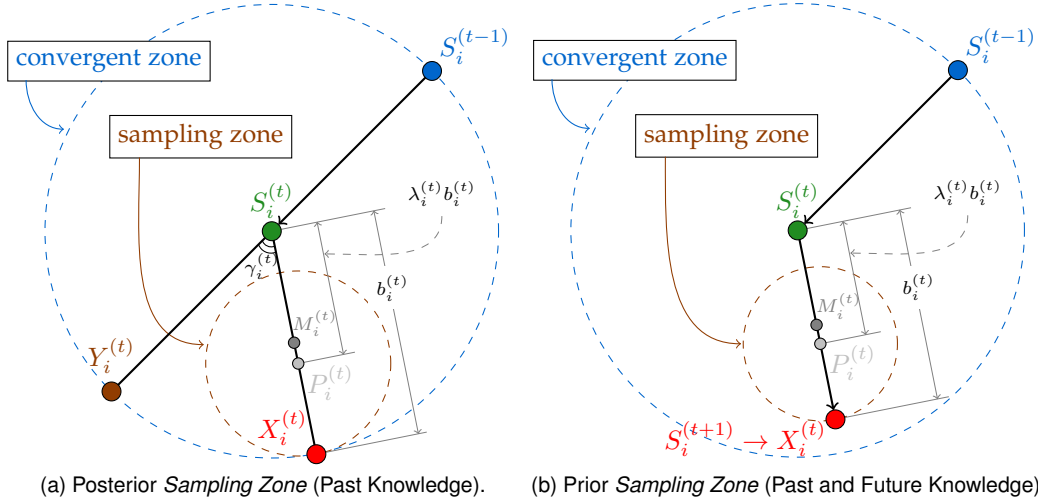 convergent zone
S_i^{(t-1)}
sampling zone
S_i^{(t)}
λ_i^{(t)} b_i^{(t)}
γ_i^{(t)}
b_i^{(t)}
M_i^{(t)}
Y_i^{(t)}
P_i^{(t)}
X_i^{(t)}
(a) Posterior Sampling Zone (Past Knowledge).
convergent zone
S_i^{(t-1)}
sampling zone
S_i^{(t)}
λ_i^{(t)} b_i^{(t)}
b_i^{(t)}
M_i^{(t)}
P_i^{(t)}
S_i^{(t+1)} → X_i^{(t)}
(b) Prior Sampling Zone (Past and Future Knowledge)